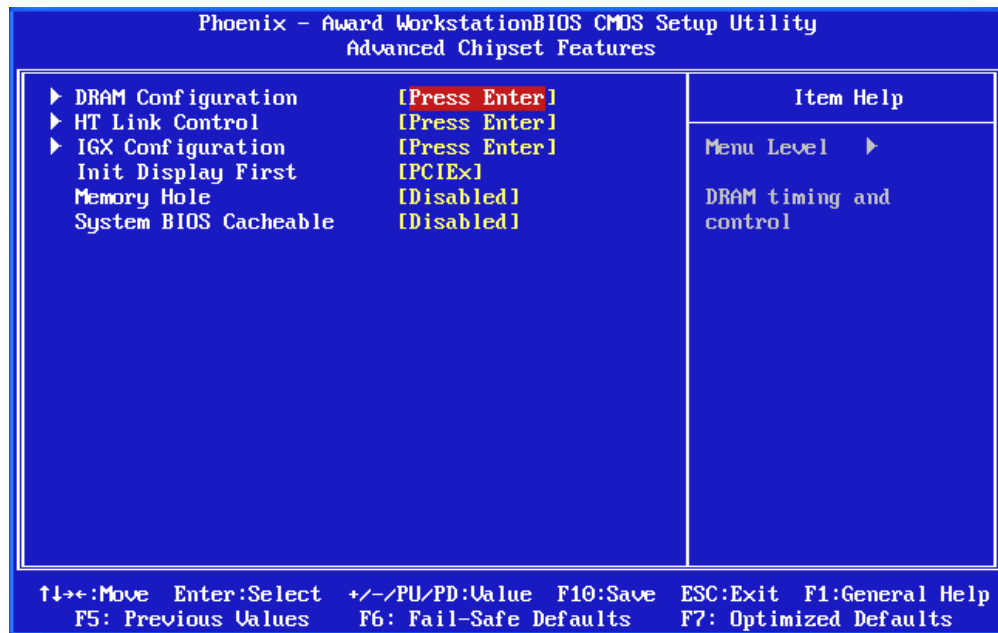 Phoenix - Award WorkstationBIOS CMOS Setup Utility
Advanced Chipset Features
▶ DRAM Configuration [Press Enter]
▶ HT Link Control [Press Enter]
▶ IGX Configuration [Press Enter]
Init Display First [PCIEx]
Memory Hole [Disabled]
System BIOS Cacheable [Disabled]
Item Help
Menu Level ▶
DRAM timing and
control
↑↓→←:Move Enter:Select +/-/PU/PD:Value F10:Save ESC:Exit F1:General Help
F5: Previous Values F6: Fail-Safe Defaults F7: Optimized Defaults